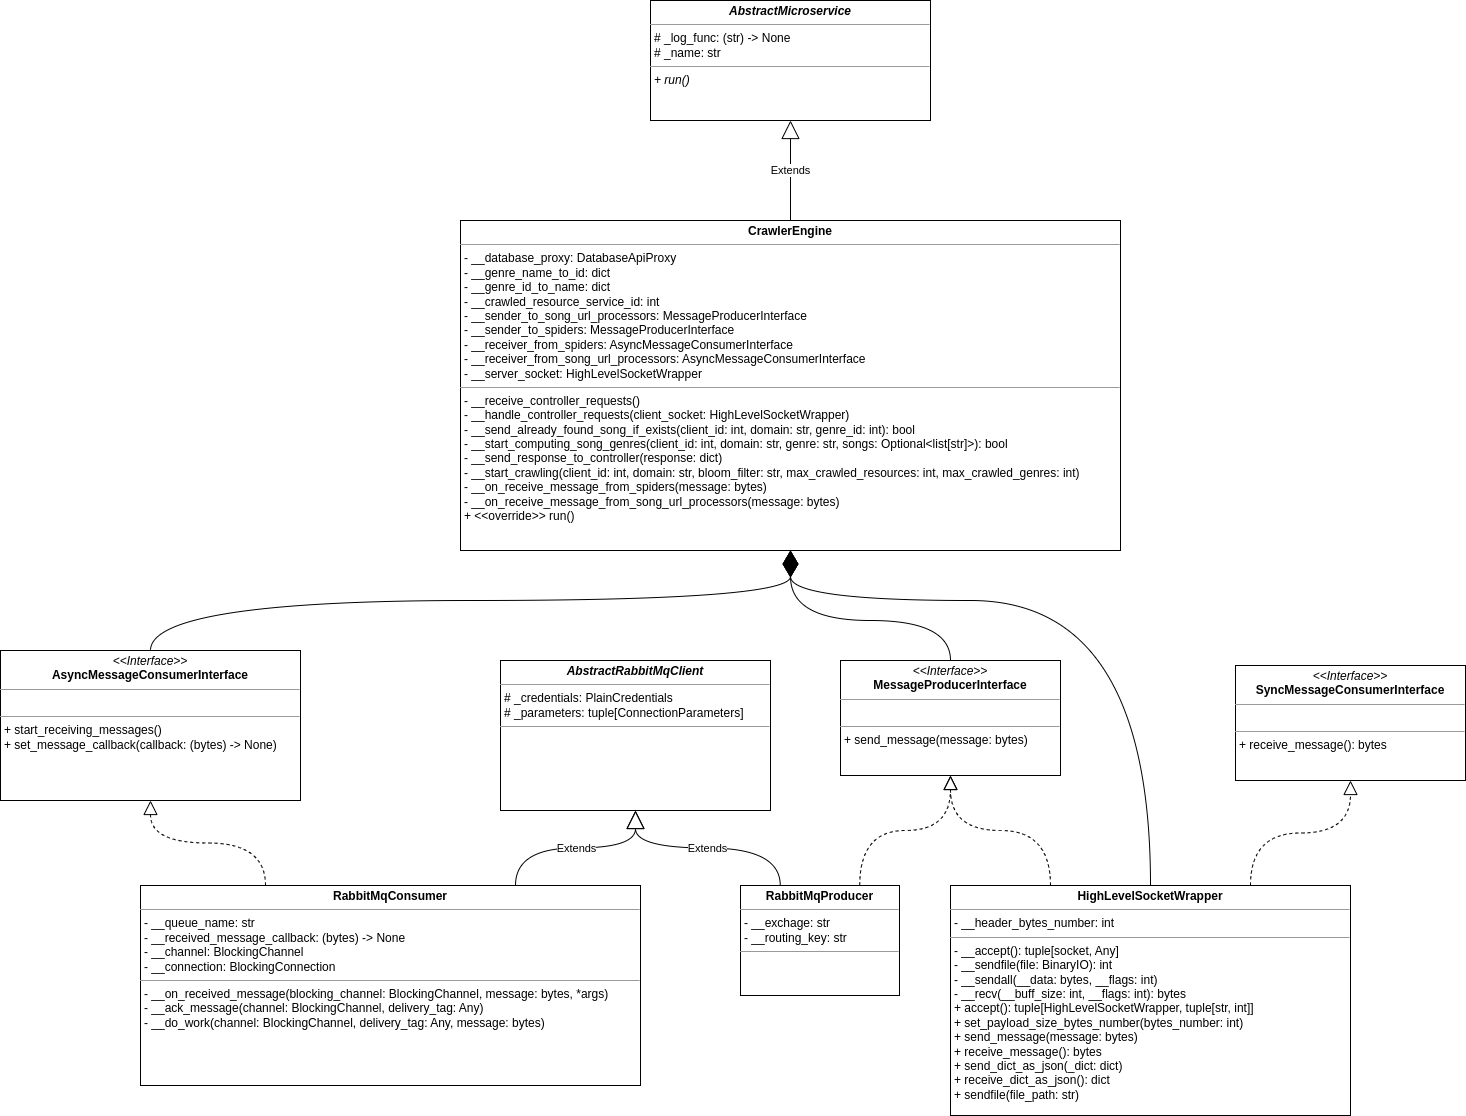 AbstractMicroservice
# _log_func: (str) -> None
# _name: str
+ run()
Extends
CrawlerEngine
- __database_proxy: DatabaseApiProxy
- __genre_name_to_id: dict
- __genre_id_to_name: dict
- __crawled_resource_service_id: int
- __sender_to_song_url_processors: MessageProducerInterface
- __sender_to_spiders: MessageProducerInterface
- __receiver_from_spiders: AsyncMessageConsumerInterface
- __receiver_from_song_url_processors: AsyncMessageConsumerInterface
- __server_socket: HighLevelSocketWrapper
- __receive_controller_requests()
- __handle_controller_requests(client_socket: HighLevelSocketWrapper)
- __send_already_found_song_if_exists(client_id: int, domain: str, genre_id: int): bool
- __start_computing_song_genres(client_id: int, domain: str, genre: str, songs: Optional<list[str]>): bool
- __send_response_to_controller(response: dict)
- __start_crawling(client_id: int, domain: str, bloom_filter: str, max_crawled_resources: int, max_crawled_genres: int)
- __on_receive_message_from_spiders(message: bytes)
- __on_receive_message_from_song_url_processors(message: bytes)
+ <<override>> run()
<<Interface>>
AsyncMessageConsumerInterface
+ start_receiving_messages()
+ set_message_callback(callback: (bytes) -> None)
AbstractRabbitMqClient
# _credentials: PlainCredentials
# _parameters: tuple[ConnectionParameters]
<<Interface>>
MessageProducerInterface
+ send_message(message: bytes)
<<Interface>>
SyncMessageConsumerInterface
+ receive_message(): bytes
Extends
Extends
RabbitMqConsumer
- __queue_name: str
- __received_message_callback: (bytes) -> None
- __channel: BlockingChannel
- __connection: BlockingConnection
- __on_received_message(blocking_channel: BlockingChannel, message: bytes, *args)
- __ack_message(channel: BlockingChannel, delivery_tag: Any)
- __do_work(channel: BlockingChannel, delivery_tag: Any, message: bytes)
RabbitMqProducer
- __exchage: str
- __routing_key: str
HighLevelSocketWrapper
- __header_bytes_number: int
- __accept(): tuple[socket, Any]
- __sendfile(file: BinaryIO): int
- __sendall(__data: bytes, __flags: int)
- __recv(__buff_size: int, __flags: int): bytes
+ accept(): tuple[HighLevelSocketWrapper, tuple[str, int]]
+ set_payload_size_bytes_number(bytes_number: int)
+ send_message(message: bytes)
+ receive_message(): bytes
+ send_dict_as_json(_dict: dict)
+ receive_dict_as_json(): dict
+ sendfile(file_path: str)